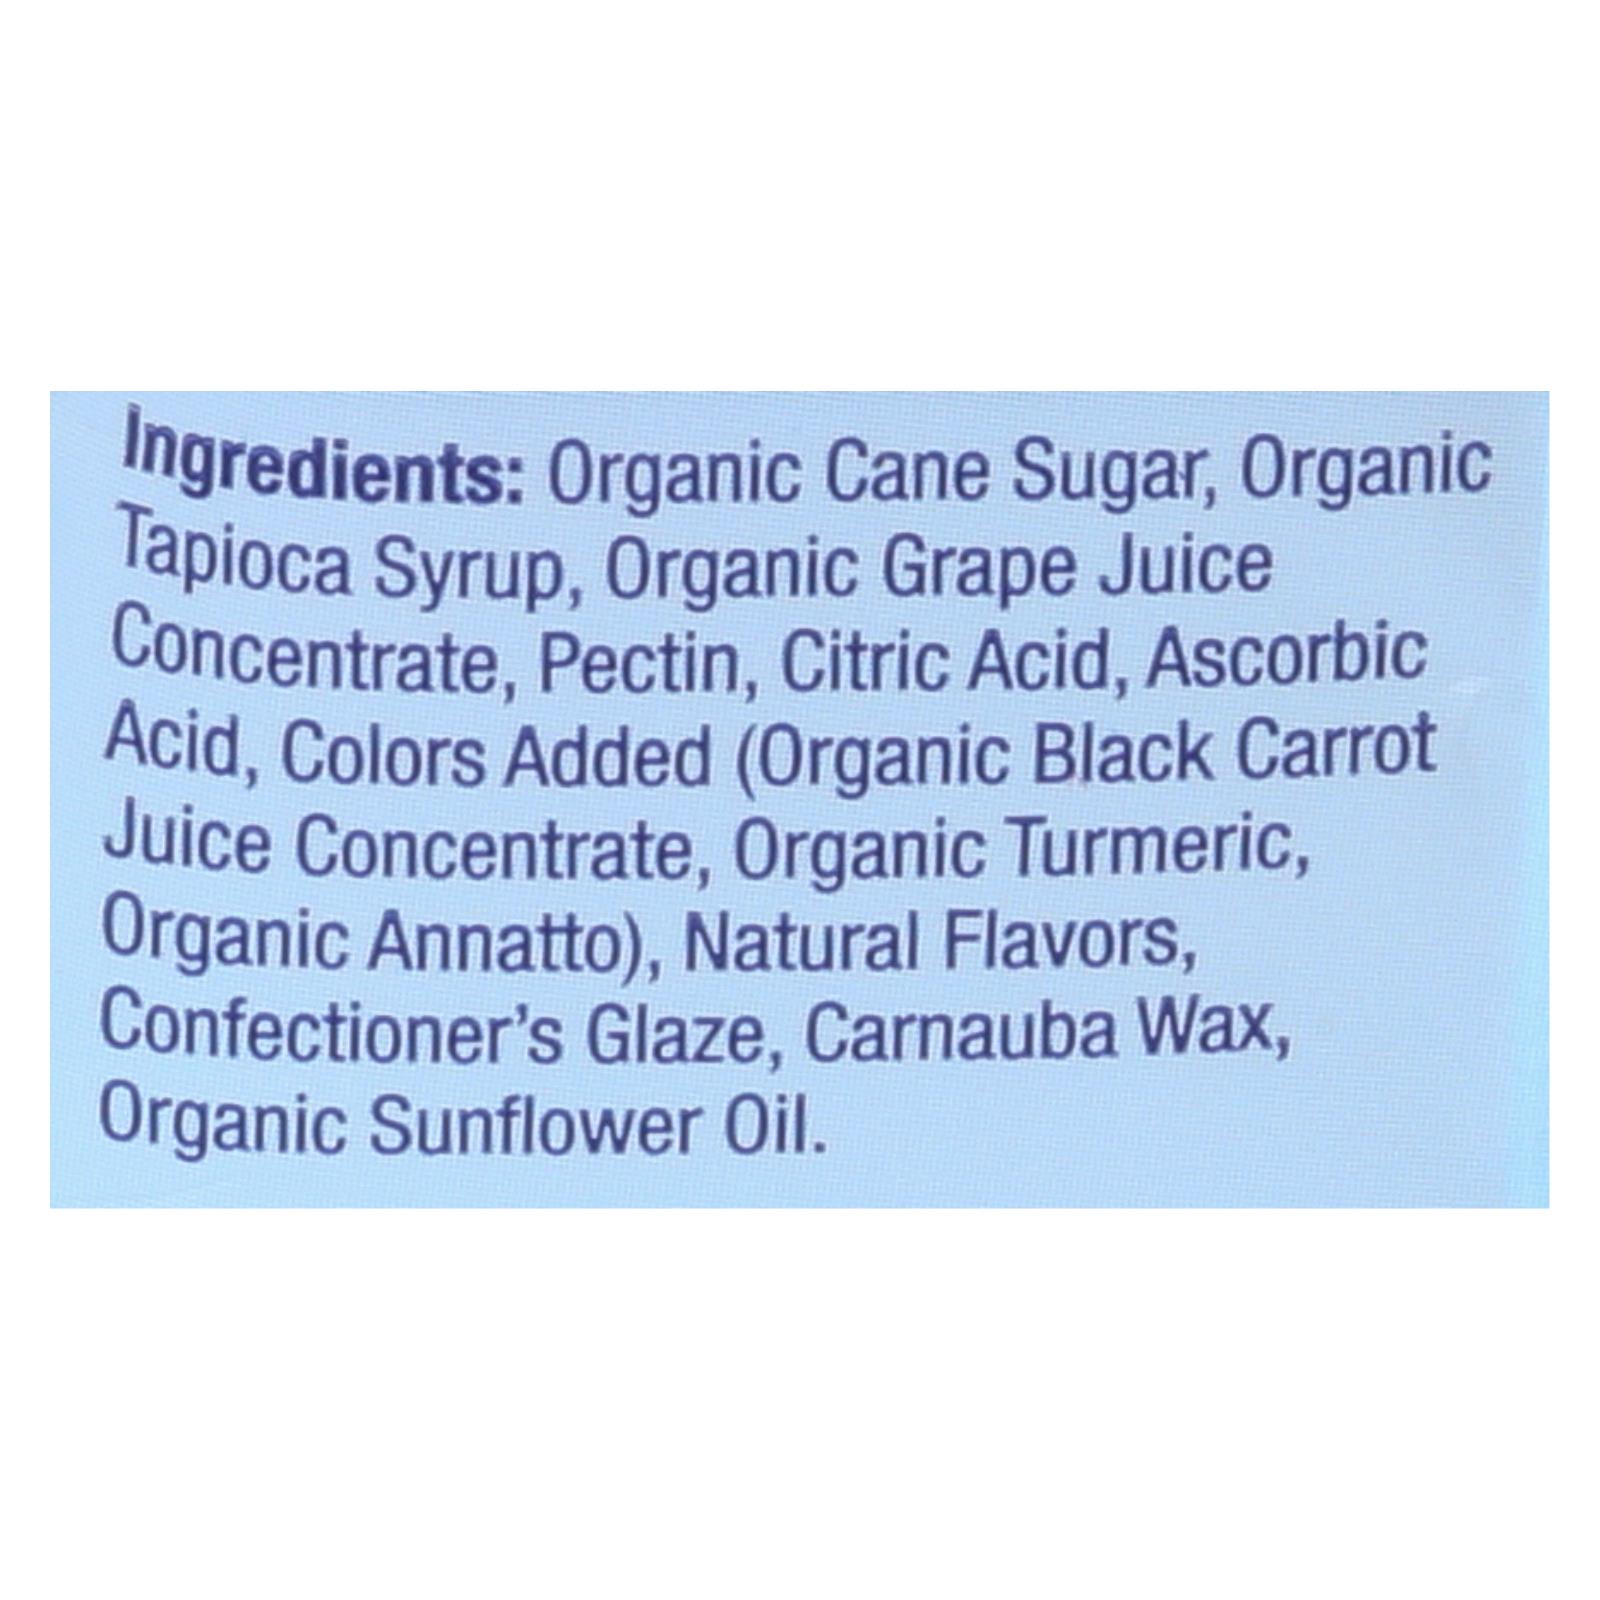 Ingredients: Organic Cane Sugar, Organic
Tapioca Syrup, Organic Grape Juice
Concentrate, Pectin, Citric Acid, Ascorbic
Acid, Colors Added (Organic Black Carrot
Juice Concentrate, Organic Turmeric,
Organic Annatto), Natural Flavors,
Confectioner’s Glaze, Carnauba Wax,
Organic Sunflower Oil.